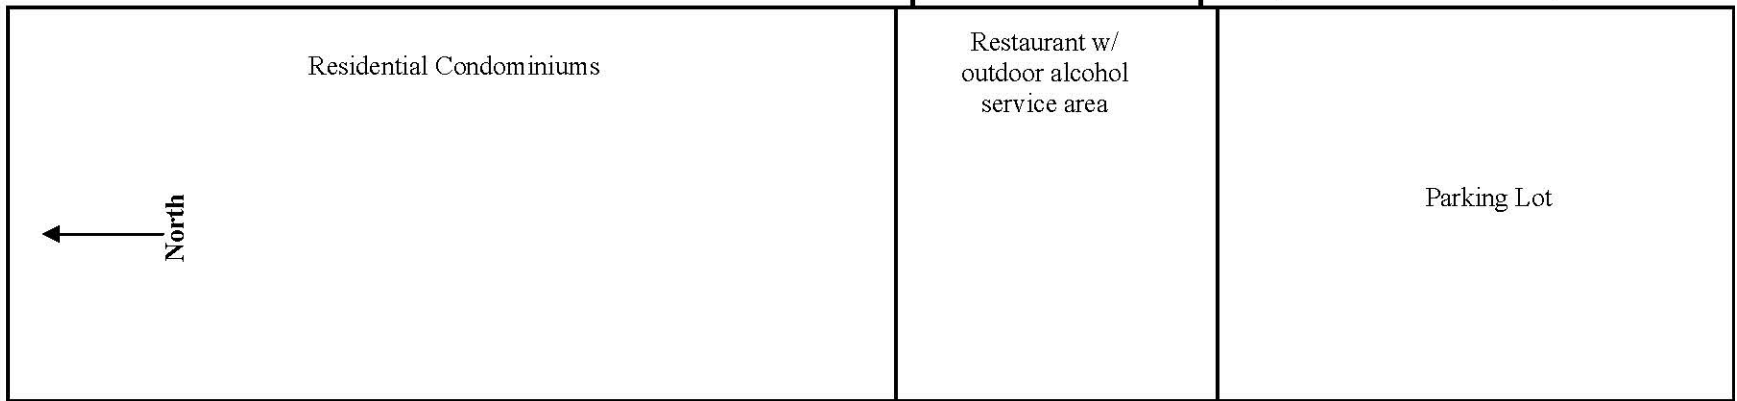 Residential Condominiums
Restaurant w/
outdoor alcohol
service area
Parking Lot
North